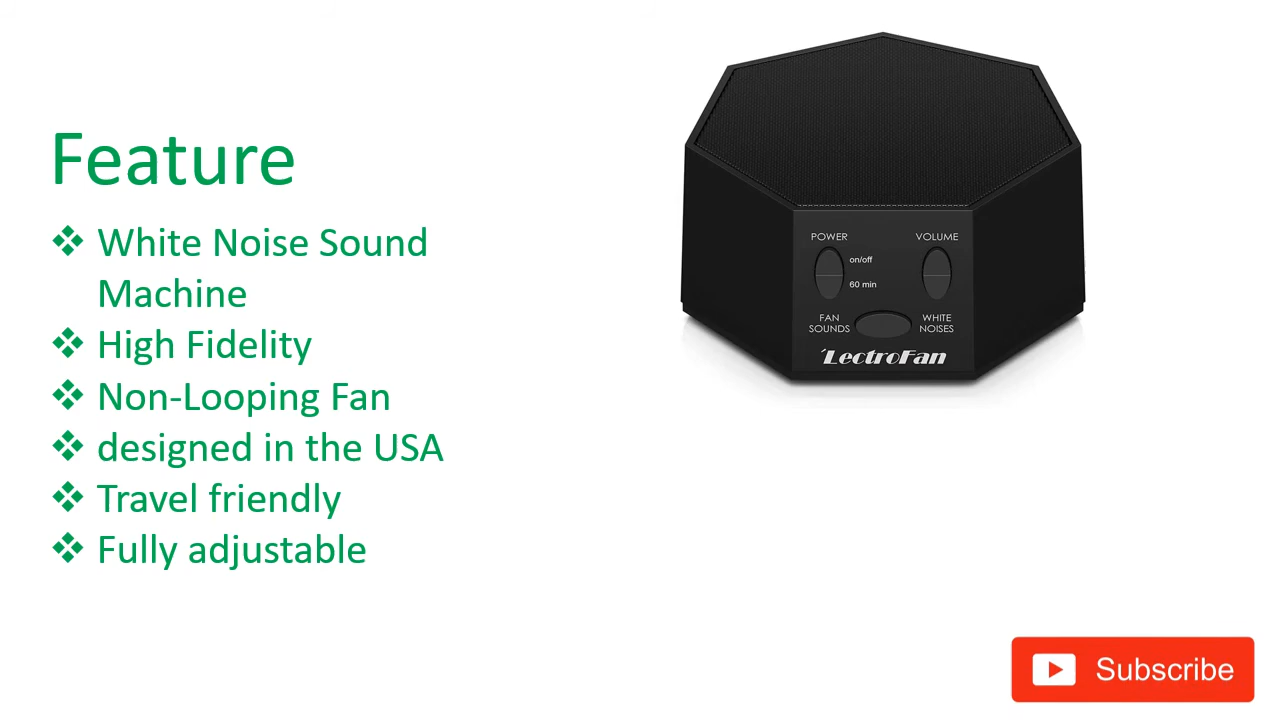 Feature
❖ White Noise Sound
Machine
❖ High Fidelity
❖ Non-Looping Fan
❖ designed in the USA
❖ Travel friendly
❖ Fully adjustable
POWER
VOLUME
on/off
60 min
FAN
SOUNDS
WHITE
NOISES
LectroFan
Subscribe